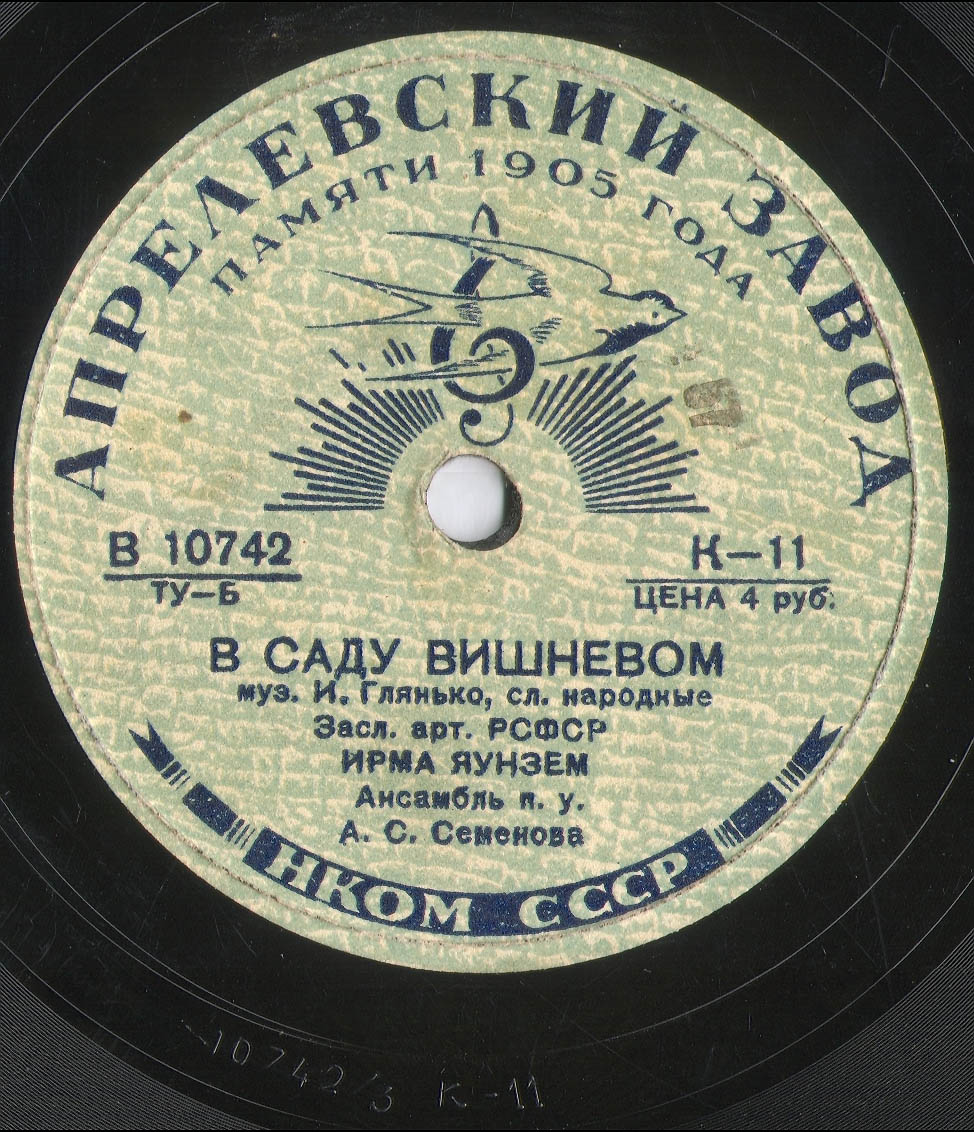 АПРЕЛЕВСКИЙ ЗАВОД
ПАМЯТИ 1905 ГОДА
В 10742
ТУ—Б
К—11
ЦЕНА 4 руб.
В САДУ ВИШНЕВОМ
муз. И. Глянько, сл. народные
Засл. арт. РСФСР
ИРМА ЯУНЗЕМ
Ансамбль п. у.
А. С. Семенова
НКОМ СССР
10742/3 К-11